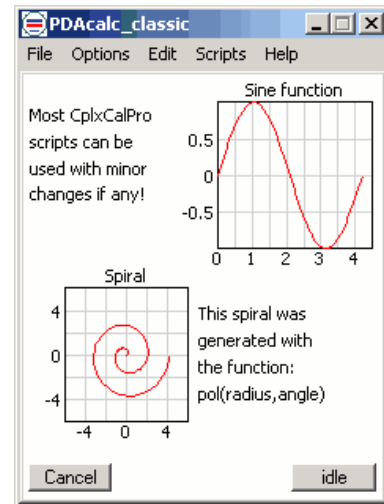 PDAcalc_classic
File Options Edit Scripts Help
Most CplxCalPro
scripts can be
used with minor
changes if any!
Sine function
0.5
0
-0.5
0 1 2 3 4
Spiral
4
0
-4
-4 0 4
This spiral was
generated with
the function:
pol(radius,angle)
Cancel
idle